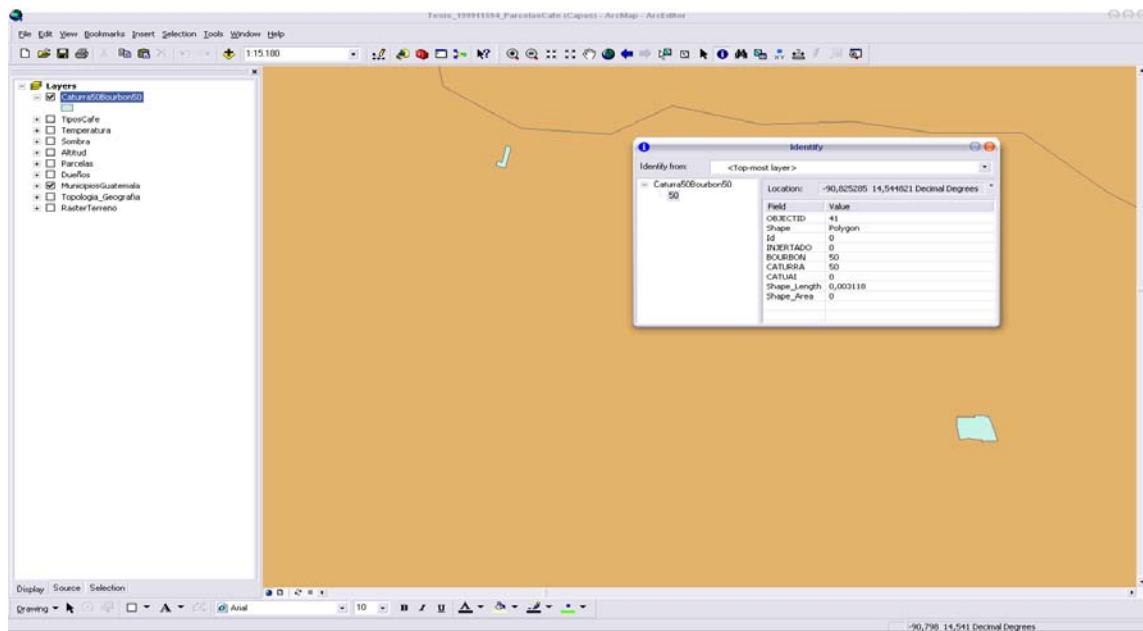 Tesis_199911594_ParcelasCafe (Capas) - ArcMap - ArcEditor
File Edit View Bookmarks Insert Selection Tools Window Help
1:15.100
Layers
Caturra50Bourbon50
TiposCafe
Temperatura
Sombra
Altitud
Parcelas
Dueños
MunicipiosGuatemala
Topologia_Geografia
RasterTerreno
Identify
Identify from: <Top-most layer>
Caturra50Bourbon50
50
Location: -90,825285 14,544821 Decimal Degrees
Field Value
OBJECTID 41
Shape Polygon
Id 0
INJERTADO 0
BOURBON 50
CATURRA 50
CATUAI 0
Shape_Length 0,003118
Shape_Area 0
Display Source Selection
Drawing A Arial 10 B I U A
-90,798 14,541 Decimal Degrees